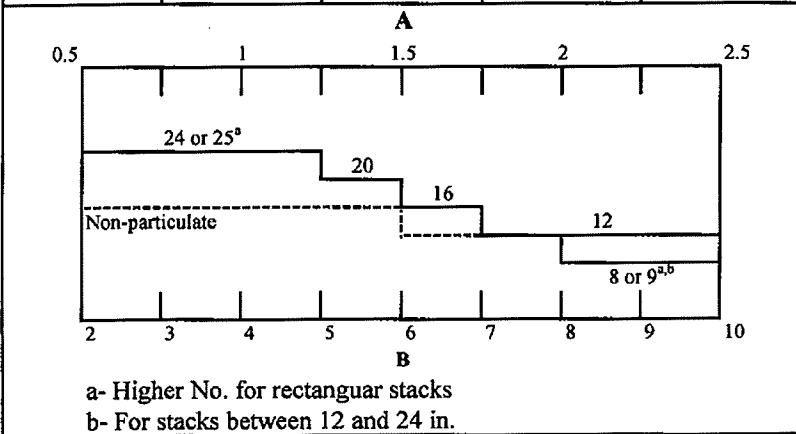 A
0.5 1 1.5 2 2.5
24 or 25a
20
16
12
Non-particulate
8 or 9a,b
2 3 4 5 6 7 8 9 10
B
a- Higher No. for rectanguar stacks
b- For stacks between 12 and 24 in.